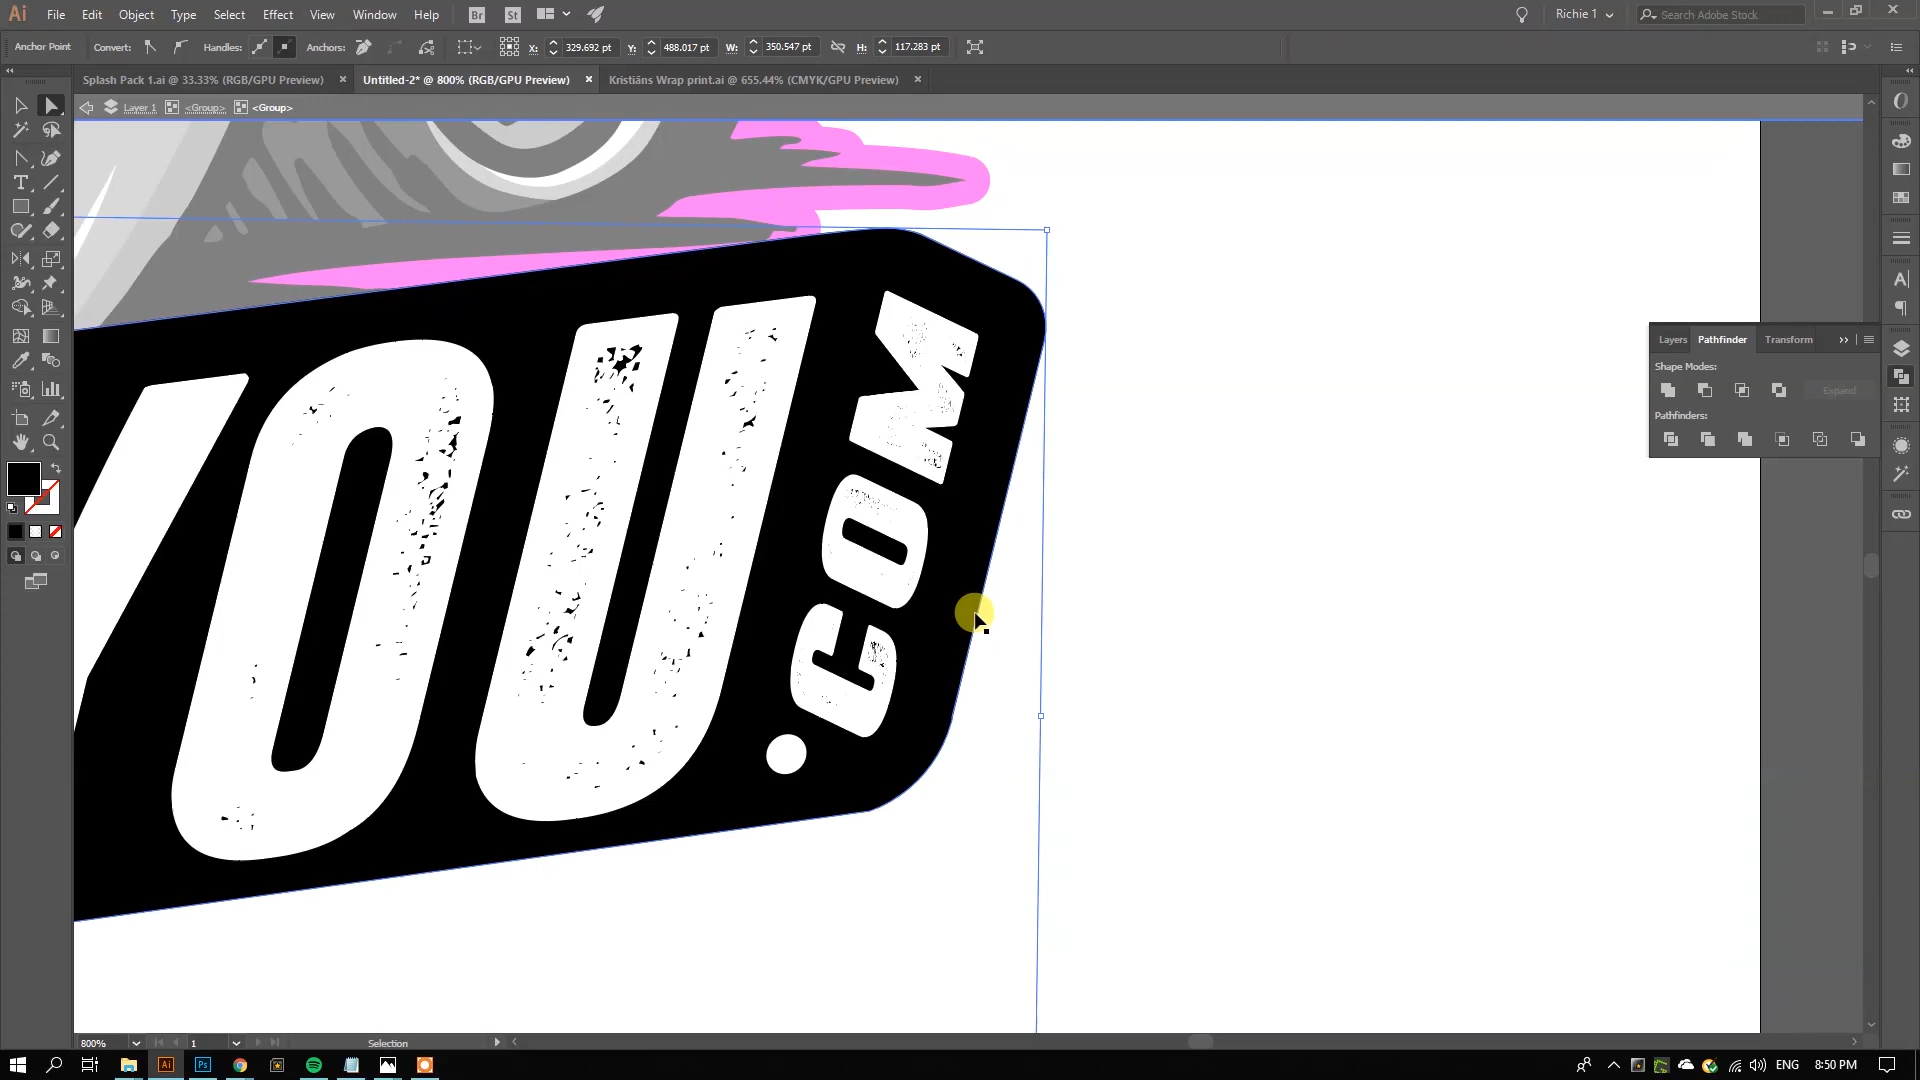 Ai File Edit Object Type Select Effect View Window Help Br St Richie 1 Search Adobe Stock
Anchor Point Convert: Handles: Anchors: X: 329.692 pt Y: 488.017 pt W: 350.547 pt H: 117.283 pt
Splash Pack 1.ai @ 33.33% (RGB/GPU Preview) Untitled-2* @ 800% (RGB/GPU Preview) Kristiāns Wrap print.ai @ 655.44% (CMYK/GPU Preview)
Layer 1 <Group> <Group>
YOU
.COM
Layers Pathfinder Transform
Shape Modes:
Expand
Pathfinders:
800% 1 Selection
Ai Ps ENG 8:50 PM